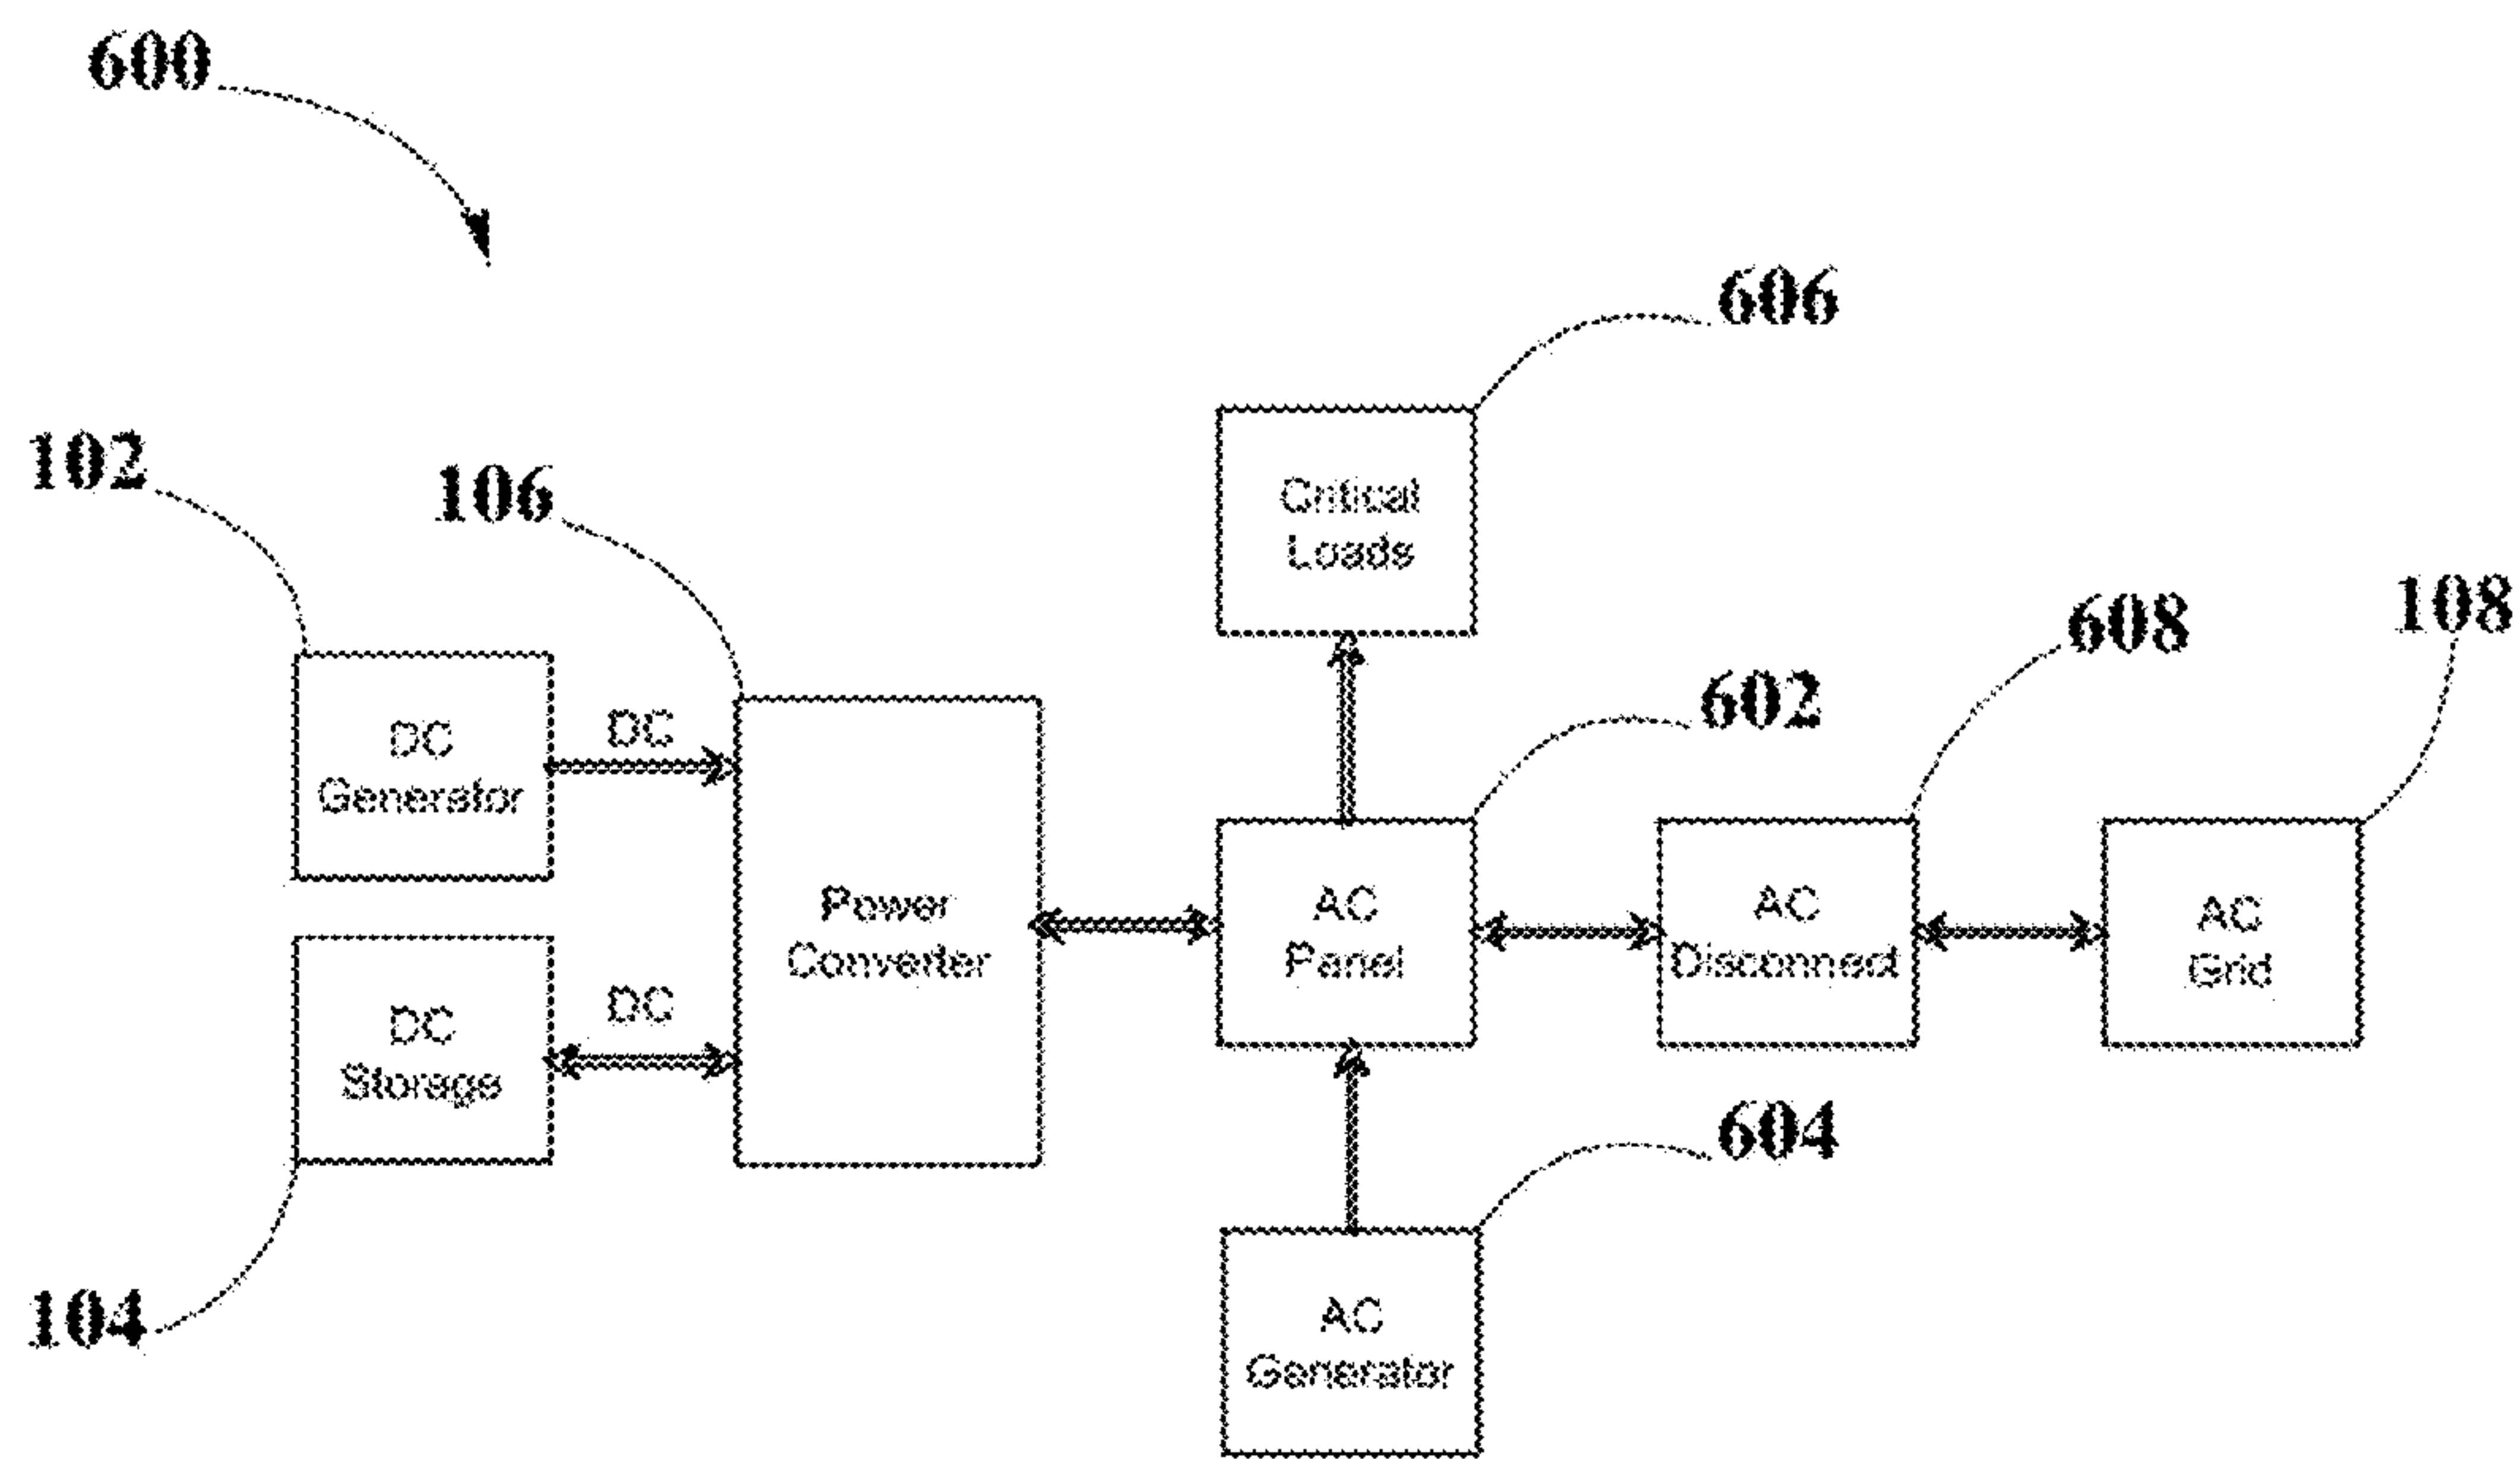 600
606
102
106
Critical
Loads
108
608
602
DC
Generator
DC
Power
Converter
AC
Panel
AC
Disconnect
AC
Grid
DC
Storage
DC
604
104
AC
Generator